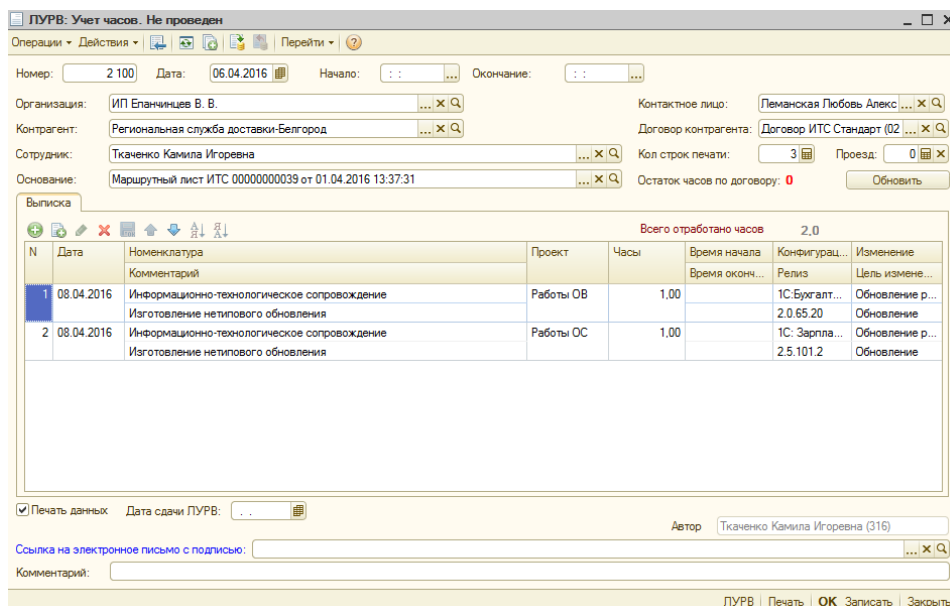 ЛУРВ: Учет часов. Не проведен
Операции Действия Перейти
Номер: 2 100 Дата: 06.04.2016 Начало: : : ... Окончание: : : ...
Организация: ИП Епанчинцев В. В. ... Контактное лицо: Леманская Любовь Алекс ...
Контрагент: Региональная служба доставки-Белгород ... Договор контрагента: Договор ИТС Стандарт (02 ...
Сотрудник: Ткаченко Камила Игоревна ... Кол строк печати: 3 Проезд: 0
Основание: Маршрутный лист ИТС 00000000039 от 01.04.2016 13:37:31 ... Остаток часов по договору: 0 Обновить
Выписка
Всего отработано часов 2,0
N Дата Номенклатура Проект Часы Время начала Конфигурац... Изменение
Комментарий Время оконч... Релиз Цель измене...
1 08.04.2016 Информационно-технологическое сопровождение Работы ОВ 1,00 1С:Бухгалт... Обновление р...
Изготовление нетипового обновления 2.0.65.20 Обновление
2 08.04.2016 Информационно-технологическое сопровождение Работы ОС 1,00 1С: Зарпла... Обновление р...
Изготовление нетипового обновления 2.5.101.2 Обновление
Печать данных Дата сдачи ЛУРВ: . .
Автор Ткаченко Камила Игоревна (316)
Ссылка на электронное письмо с подписью: ...
Комментарий:
ЛУРВ Печать OK Записать Закрыть